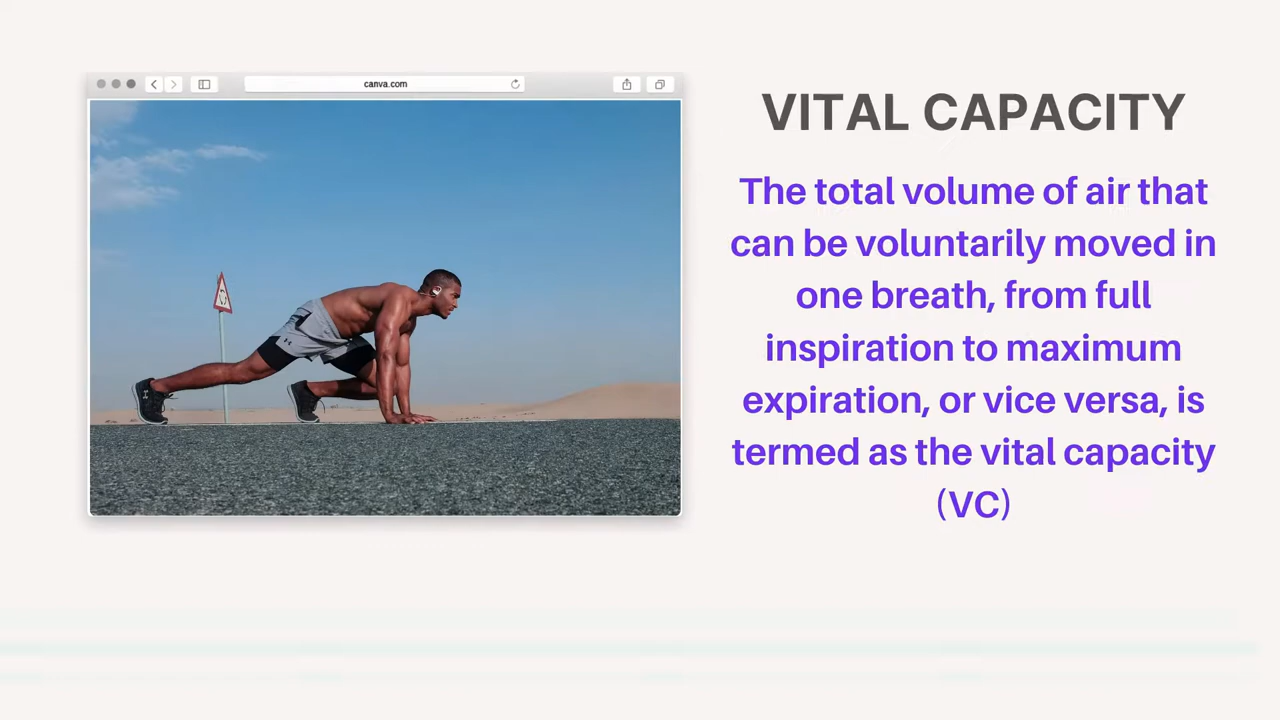 canva.com
VITAL CAPACITY
The total volume of air that
can be voluntarily moved in
one breath, from full
inspiration to maximum
expiration, or vice versa, is
termed as the vital capacity
(VC)